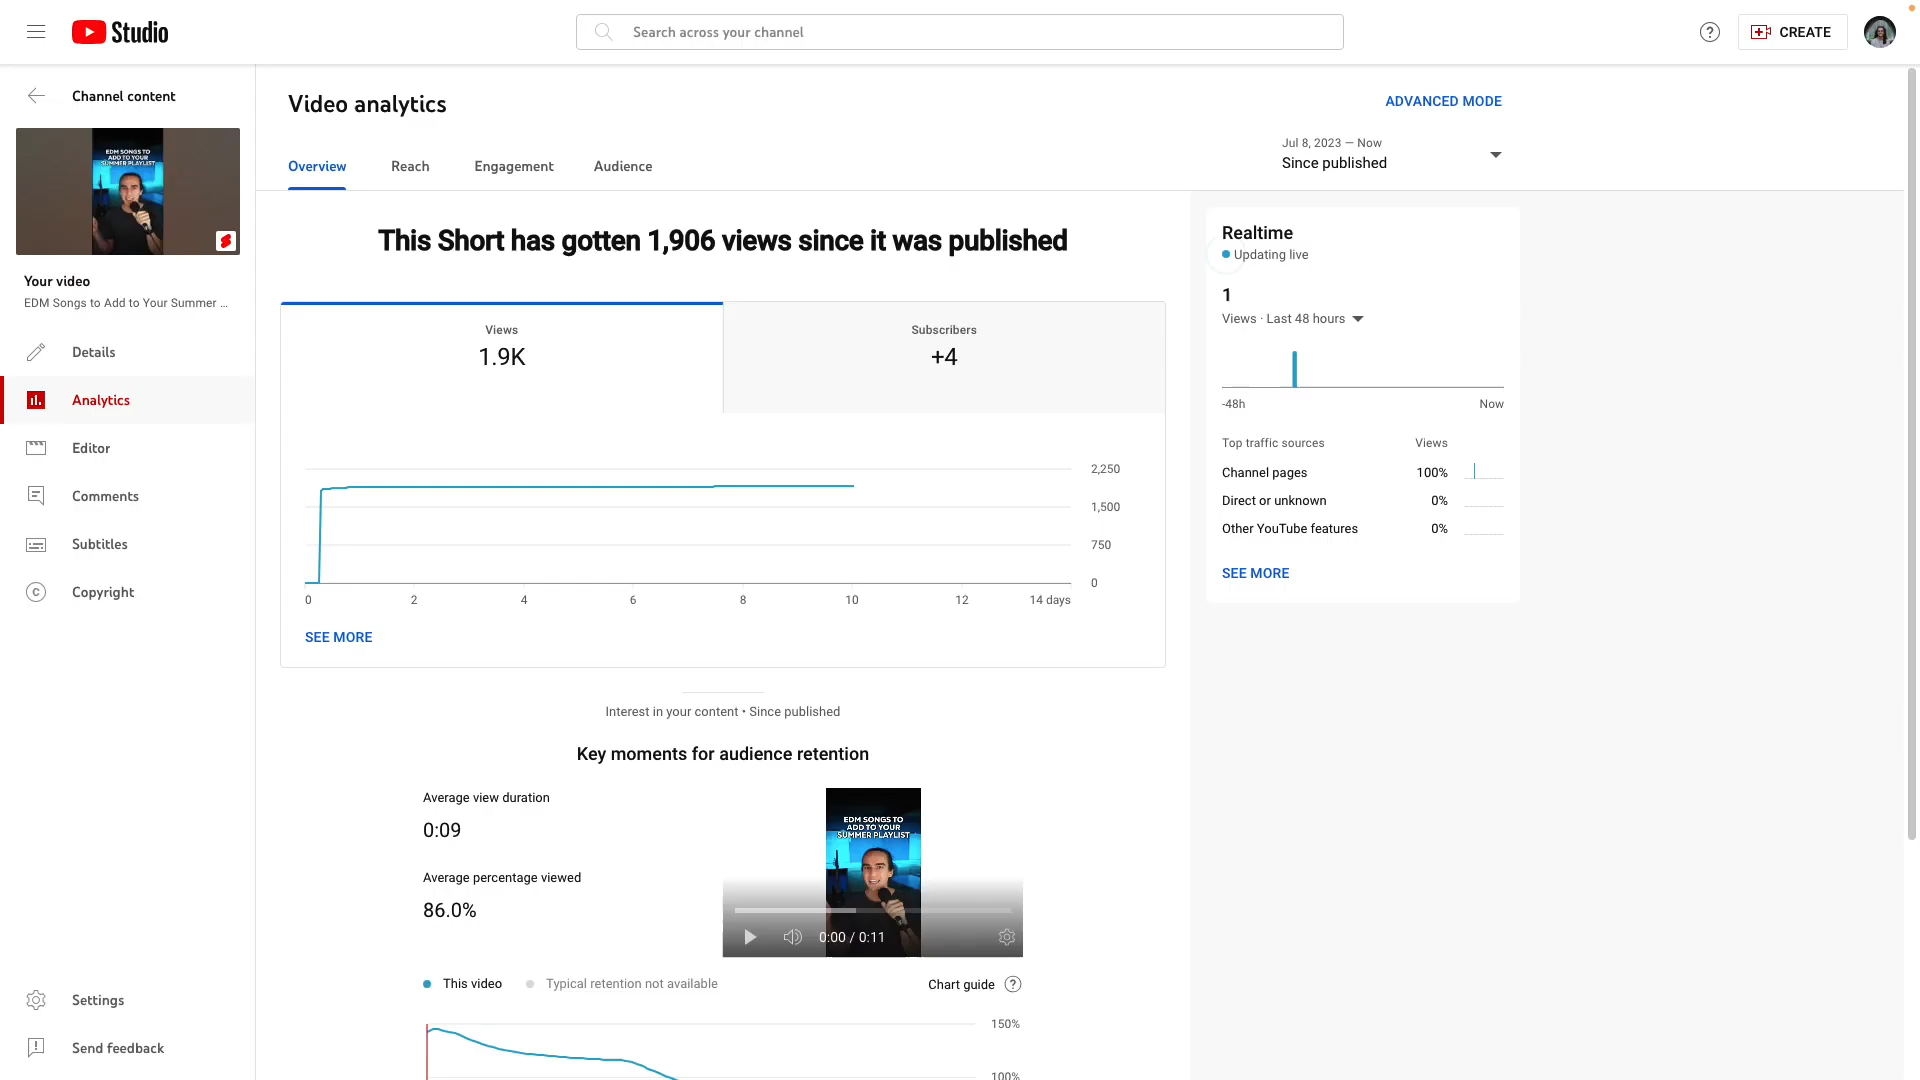 Studio
Search across your channel
CREATE
Channel content
EDM SONGS TO
ADD TO YOUR
SUMMER PLAYLIST
Your video
EDM Songs to Add to Your Summer ...
Details
Analytics
Editor
Comments
Subtitles
Copyright
Settings
Send feedback
Video analytics
ADVANCED MODE
Overview
Reach
Engagement
Audience
Jul 8, 2023 – Now
Since published
This Short has gotten 1,906 views since it was published
Views
1.9K
Subscribers
+4
2,250
1,500
750
0
0 2 4 6 8 10 12 14 days
SEE MORE
Interest in your content • Since published
Key moments for audience retention
Average view duration
0:09
Average percentage viewed
86.0%
EDM SONGS TO
ADD TO YOUR
SUMMER PLAYLIST
0:00 / 0:11
This video
Typical retention not available
Chart guide
150%
100%
Realtime
Updating live
1
Views · Last 48 hours
-48h
Now
Top traffic sources Views
Channel pages 100%
Direct or unknown 0%
Other YouTube features 0%
SEE MORE